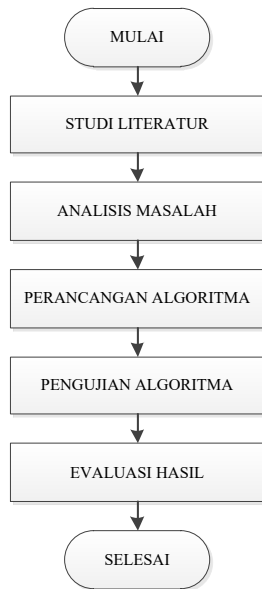 MULAI
STUDI LITERATUR
ANALISIS MASALAH
PERANCANGAN ALGORITMA
PENGUJIAN ALGORITMA
EVALUASI HASIL
SELESAI